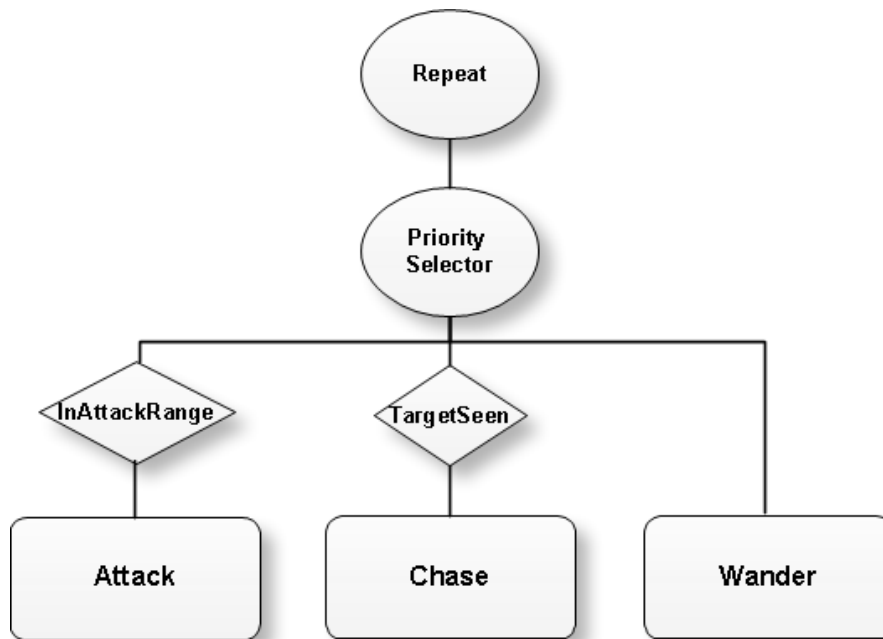 Repeat
Priority
Selector
InAttackRange
TargetSeen
Attack
Chase
Wander